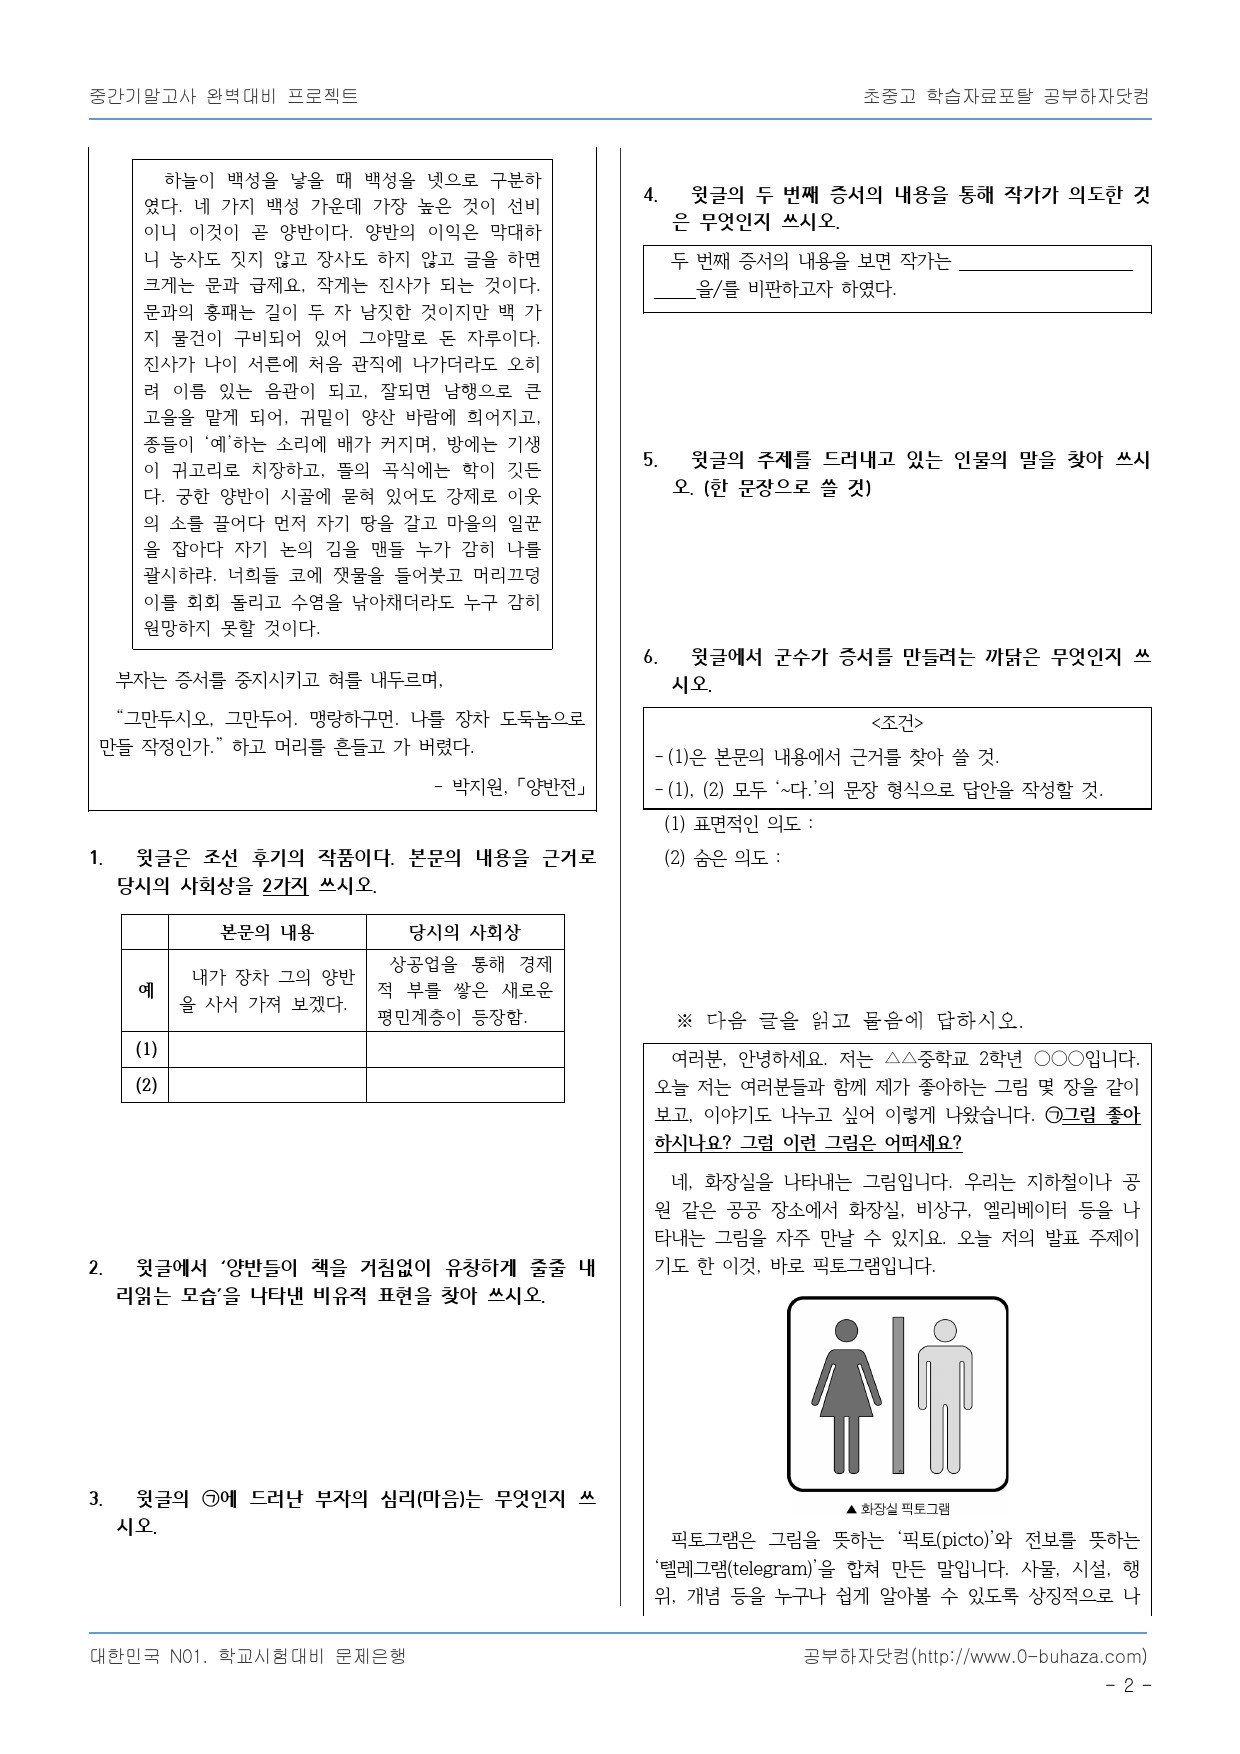 중간기말고사 완벽대비 프로젝트
초중고 학습자료포탈 공부하자닷컴
하늘이 백성을 낳을 때 백성을 넷으로 구분하
였다. 네 가지 백성 가운데 가장 높은 것이 선비
이니 이것이 곧 양반이다. 양반의 이익은 막대하
니 농사도 짓지 않고 장사도 하지 않고 글을 하면
크게는 문과 급제요, 작게는 진사가 되는 것이다.
문과의 홍패는 길이 두 자 남짓한 것이지만 백 가
지 물건이 구비되어 있어 그야말로 돈 자루이다.
진사가 나이 서른에 처음 관직에 나가더라도 오히
려 이름 있는 음관이 되고, 잘되면 남행으로 큰
고을을 맡게 되어, 귀밑이 양산 바람에 희어지고,
종들이 ‘예’하는 소리에 배가 커지며, 방에는 기생
이 귀고리로 치장하고, 뜰의 곡식에는 학이 깃든
다. 궁한 양반이 시골에 묻혀 있어도 강제로 이웃
의 소를 끌어다 먼저 자기 땅을 갈고 마을의 일꾼
을 잡아다 자기 논의 김을 맨들 누가 감히 나를
괄시하랴. 너희들 코에 잿물을 들어붓고 머리끄덩
이를 회회 돌리고 수염을 낚아채더라도 누구 감히
원망하지 못할 것이다.
부자는 증서를 중지시키고 혀를 내두르며,
“그만두시오, 그만두어. 맹랑하구먼. 나를 장차 도둑놈으로
만들 작정인가.” 하고 머리를 흔들고 가 버렸다.
- 박지원, ｢양반전｣
1. 윗글은 조선 후기의 작품이다. 본문의 내용을 근거로
당시의 사회상을 2가지 쓰시오.
본문의 내용 당시의 사회상
예
내가 장차 그의 양반
을 사서 가져 보겠다.
상공업을 통해 경제
적 부를 쌓은 새로운
평민계층이 등장함.
(1)
(2)
2. 윗글에서 ‘양반들이 책을 거침없이 유창하게 줄줄 내
리읽는 모습’을 나타낸 비유적 표현을 찾아 쓰시오.
3. 윗글의 ㉠에 드러난 부자의 심리(마음)는 무엇인지 쓰
시오.
4. 윗글의 두 번째 증서의 내용을 통해 작가가 의도한 것
은 무엇인지 쓰시오.
두 번째 증서의 내용을 보면 작가는 __________________
____을/를 비판하고자 하였다.
5. 윗글의 주제를 드러내고 있는 인물의 말을 찾아 쓰시
오. (한 문장으로 쓸 것)
6. 윗글에서 군수가 증서를 만들려는 까닭은 무엇인지 쓰
시오.
<조건>
- (1)은 본문의 내용에서 근거를 찾아 쓸 것.
- (1), (2) 모두 ‘~다.’의 문장 형식으로 답안을 작성할 것.
(1) 표면적인 의도 :
(2) 숨은 의도 :
※ 다음 글을 읽고 물음에 답하시오.
여러분, 안녕하세요. 저는 △△중학교 2학년 ○○○입니다.
오늘 저는 여러분들과 함께 제가 좋아하는 그림 몇 장을 같이
보고, 이야기도 나누고 싶어 이렇게 나왔습니다. ㉠그림 좋아
하시나요? 그럼 이런 그림은 어떠세요?
네, 화장실을 나타내는 그림입니다. 우리는 지하철이나 공
원 같은 공공 장소에서 화장실, 비상구, 엘리베이터 등을 나
타내는 그림을 자주 만날 수 있지요. 오늘 저의 발표 주제이
기도 한 이것, 바로 픽토그램입니다.
▲ 화장실 픽토그램
픽토그램은 그림을 뜻하는 ‘픽토(picto)’와 전보를 뜻하는
‘텔레그램(telegram)’을 합쳐 만든 말입니다. 사물, 시설, 행
위, 개념 등을 누구나 쉽게 알아볼 수 있도록 상징적으로 나
대한민국 N01. 학교시험대비 문제은행
공부하자닷컴(http://www.0-buhaza.com)
- 2 -